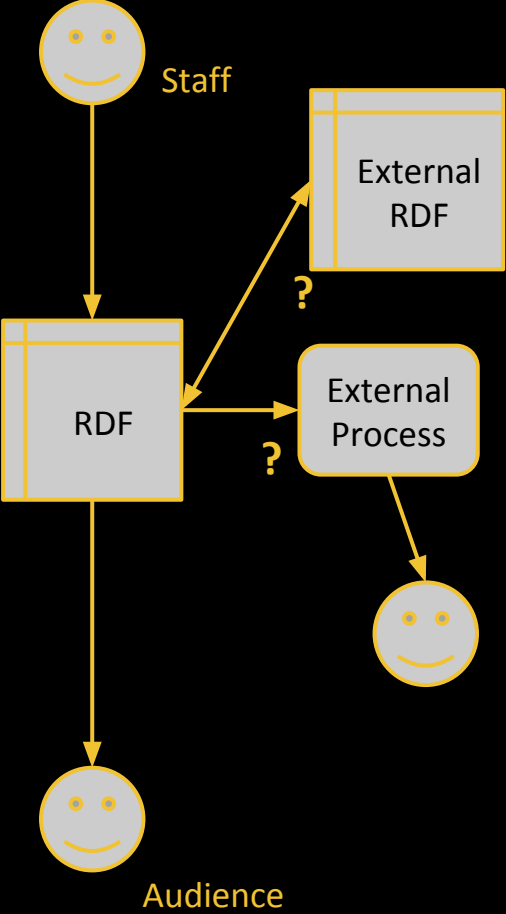 Staff
External
RDF
?
RDF
External
Process
?
Audience